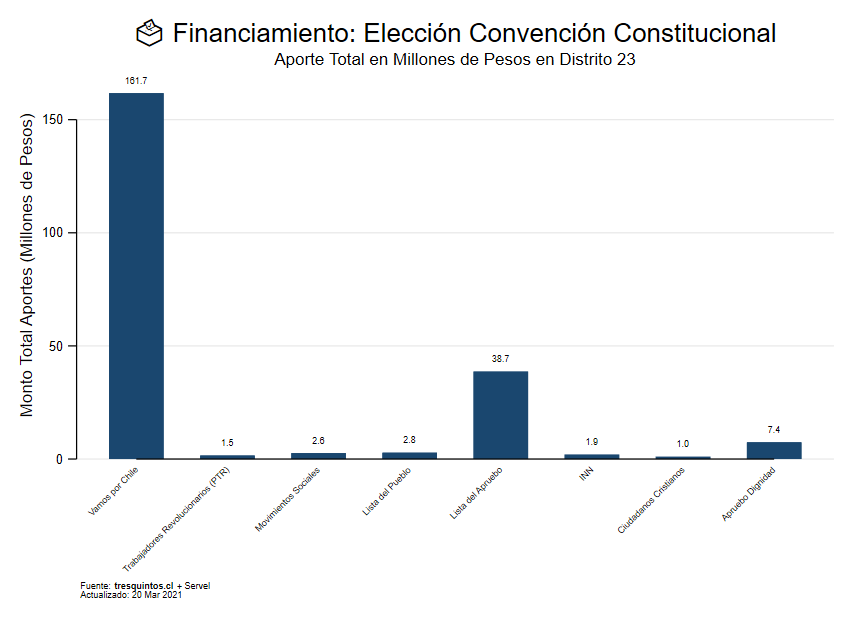 Financiamiento: Elección Convención Constitucional
Aporte Total en Millones de Pesos en Distrito 23
Monto Total Aportes (Millones de Pesos)
150
100
50
0
161.7
1.5
2.6
2.8
38.7
1.9
1.0
7.4
Vamos por Chile
Trabajadores Revolucionarios (PTR)
Movimientos Sociales
Lista del Pueblo
Lista del Apruebo
INN
Ciudadanos Cristianos
Apruebo Dignidad
Fuente: tresquintos.cl + Servel
Actualizado: 20 Mar 2021